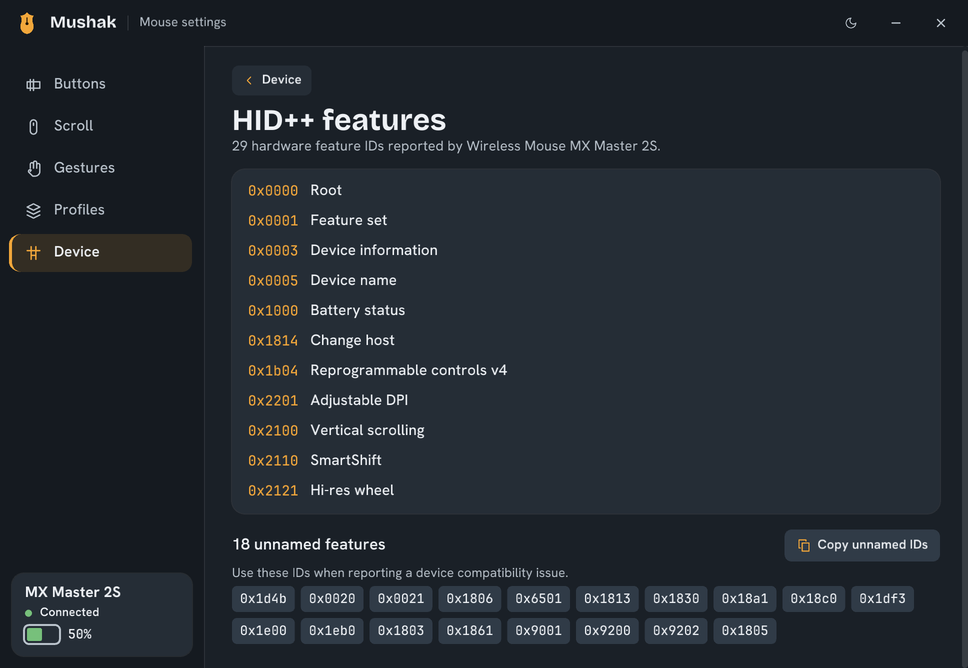 Mushak | Mouse settings
Buttons
Scroll
Gestures
Profiles
Device
Device
HID++ features
29 hardware feature IDs reported by Wireless Mouse MX Master 2S.
0x0000 Root
0x0001 Feature set
0x0003 Device information
0x0005 Device name
0x1000 Battery status
0x1814 Change host
0x1b04 Reprogrammable controls v4
0x2201 Adjustable DPI
0x2100 Vertical scrolling
0x2110 SmartShift
0x2121 Hi-res wheel
18 unnamed features
Copy unnamed IDs
Use these IDs when reporting a device compatibility issue.
0x1d4b 0x0020 0x0021 0x1806 0x6501 0x1813 0x1830 0x18a1 0x18c0 0x1df3
0x1e00 0x1eb0 0x1803 0x1861 0x9001 0x9200 0x9202 0x1805
MX Master 2S
Connected
50%